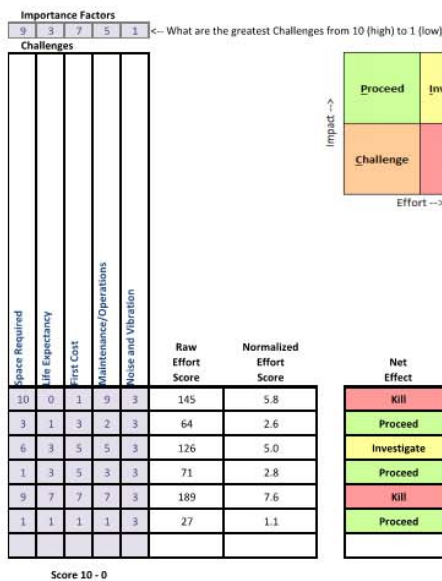 Importance Factors
9 3 7 5 1 <-- What are the greatest Challenges from 10 (high) to 1 (low)
Challenges
Proceed
Impact -->
Challenge
Effort -->
Space Required
Life Expectancy
First Cost
Maintenance/Operations
Noise and Vibration
Raw Effort Score
Normalized Effort Score
Net Effect
10 0 1 9 3 145 5.8 Kill
3 1 3 2 3 64 2.6 Proceed
6 3 5 5 3 126 5.0 Investigate
1 3 5 3 3 71 2.8 Proceed
9 7 7 7 3 189 7.6 Kill
1 1 1 1 3 27 1.1 Proceed
Score 10 - 0